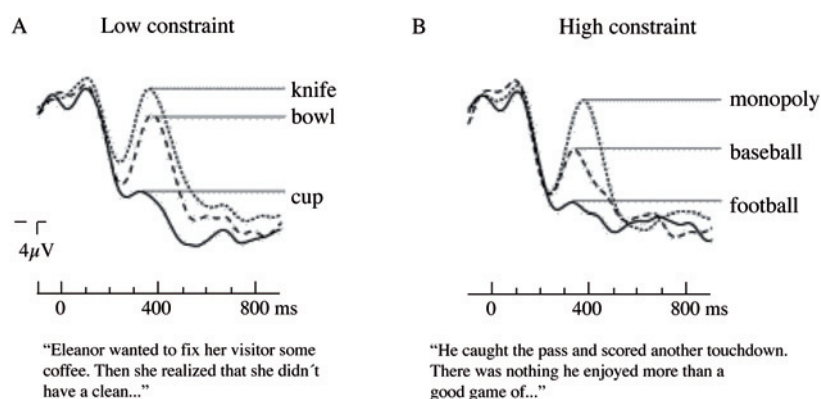 A Low constraint
knife
bowl
cup
4µV
0 400 800 ms
“Eleanor wanted to fix her visitor some
coffee. Then she realized that she didn´t
have a clean...”
B High constraint
monopoly
baseball
football
0 400 800 ms
“He caught the pass and scored another touchdown.
There was nothing he enjoyed more than a
good game of...”